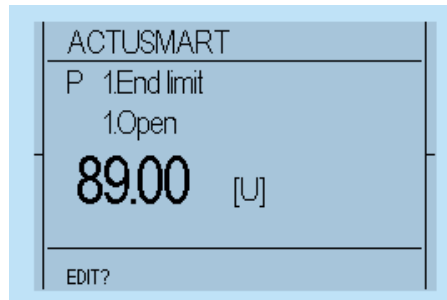 ACTUSMART
P 1.End limit
1.Open
89.00 [U]
EDIT?